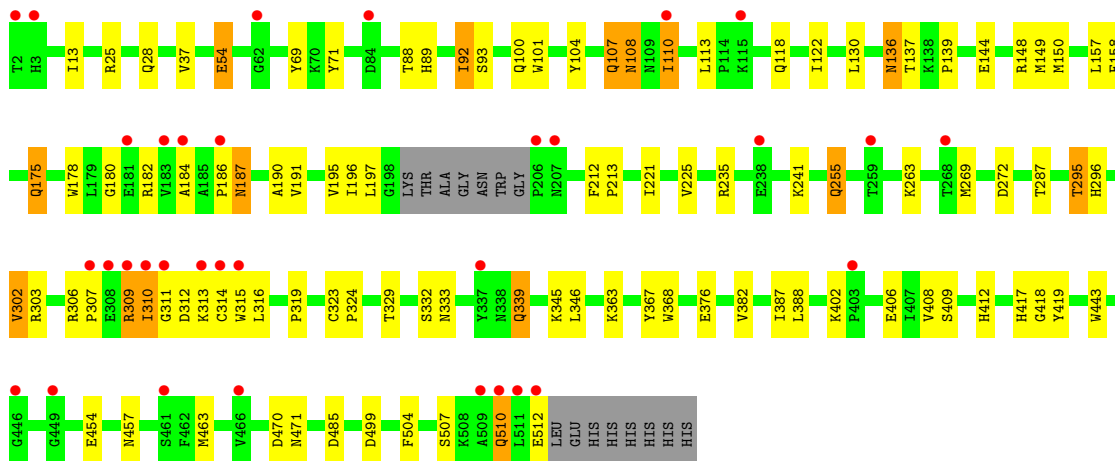 T2 H3 I13 R25 Q28 V37 E54 G62 Y69 K70 Y71 D84 T88 H89 I92 S93 Q100 W101 Y104 Q107 N108 N109 I110 L113 P114 K115 Q118 I122 L130 N136 T137 K138 P139 E144 R148 M149 M150 L157 E158
Q175 W178 L179 G180 E181 R182 V183 A184 A185 P186 N187 A190 V191 V195 I196 L197 G198 LYS THR ALA GLY ASN TRP GLY P206 N207 F212 P213 I221 V225 R235 E238 K241 Q255 T259 K263 T268 M269 D272 T287 T295 H296
V302 R303 R306 P307 E308 R309 I310 G311 D312 K313 C314 W315 L316 P319 C323 P324 T329 S332 N333 Y337 N338 Q339 K345 L346 K363 Y367 W368 E376 V382 I387 L388 K402 P403 E406 I407 V408 S409 H412 H417 G418 Y419 W443
G446 G449 E454 N457 S461 F462 M463 V466 D470 N471 D485 D499 F504 S507 K508 A509 Q510 L511 E512 LEU GLU HIS HIS HIS HIS HIS HIS